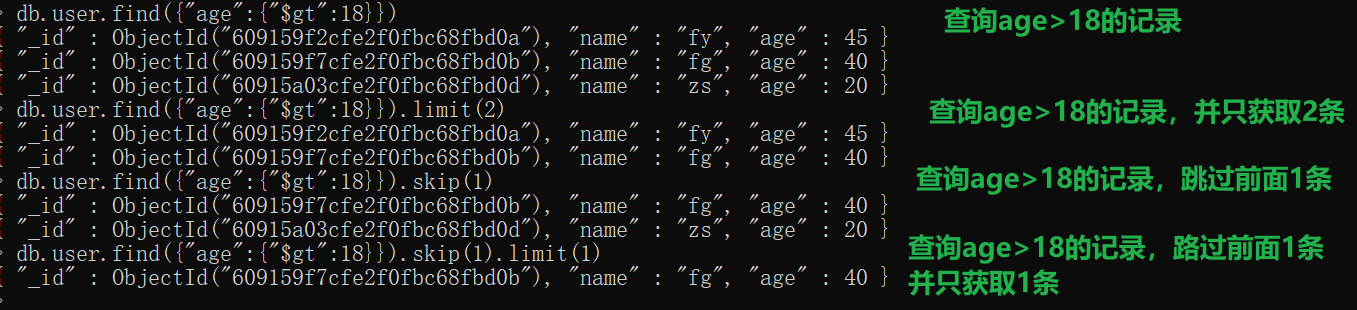 > db.user.find({"age":{"$gt":18}})
查询age>18的记录
{ "_id" : ObjectId("609159f2cfe2f0fbc68fbd0a"), "name" : "fy", "age" : 45 }
{ "_id" : ObjectId("609159f7cfe2f0fbc68fbd0b"), "name" : "fg", "age" : 40 }
{ "_id" : ObjectId("60915a03cfe2f0fbc68fbd0d"), "name" : "zs", "age" : 20 }
> db.user.find({"age":{"$gt":18}}).limit(2)
查询age>18的记录，并只获取2条
{ "_id" : ObjectId("609159f2cfe2f0fbc68fbd0a"), "name" : "fy", "age" : 45 }
{ "_id" : ObjectId("609159f7cfe2f0fbc68fbd0b"), "name" : "fg", "age" : 40 }
> db.user.find({"age":{"$gt":18}}).skip(1)
查询age>18的记录，跳过前面1条
{ "_id" : ObjectId("609159f7cfe2f0fbc68fbd0b"), "name" : "fg", "age" : 40 }
{ "_id" : ObjectId("60915a03cfe2f0fbc68fbd0d"), "name" : "zs", "age" : 20 }
> db.user.find({"age":{"$gt":18}}).skip(1).limit(1)
查询age>18的记录，路过前面1条
{ "_id" : ObjectId("609159f7cfe2f0fbc68fbd0b"), "name" : "fg", "age" : 40 }
并只获取1条
>